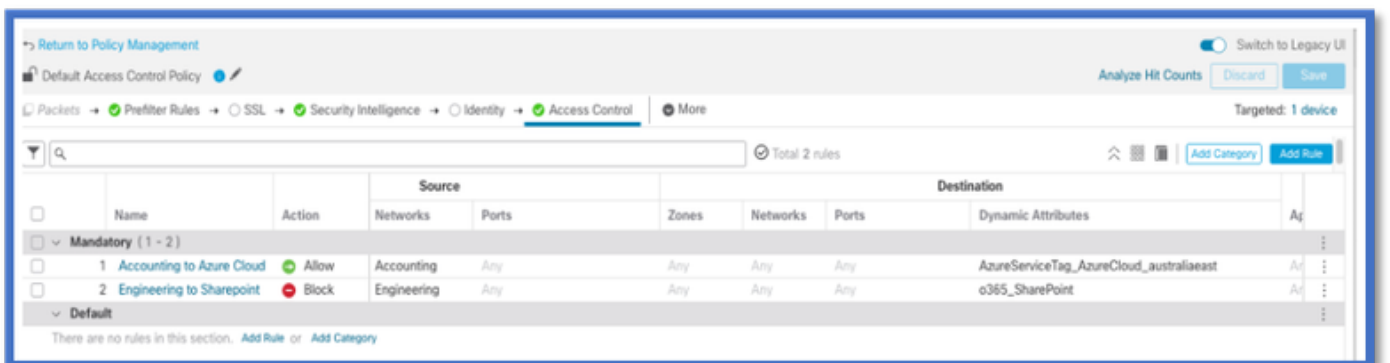 Return to Policy Management
Switch to Legacy UI
Default Access Control Policy
Analyze Hit Counts Discard Save
Packets → Prefilter Rules → SSL → Security Intelligence → Identity → Access Control More Targeted: 1 device
Total 2 rules Add Category Add Rule
Source Destination
Name Action Networks Ports Zones Networks Ports Dynamic Attributes
Mandatory (1 - 2)
1 Accounting to Azure Cloud Allow Accounting Any Any Any Any AzureServiceTag_AzureCloud_australiaeast
2 Engineering to Sharepoint Block Engineering Any Any Any Any o365_SharePoint
Default
There are no rules in this section. Add Rule or Add Category